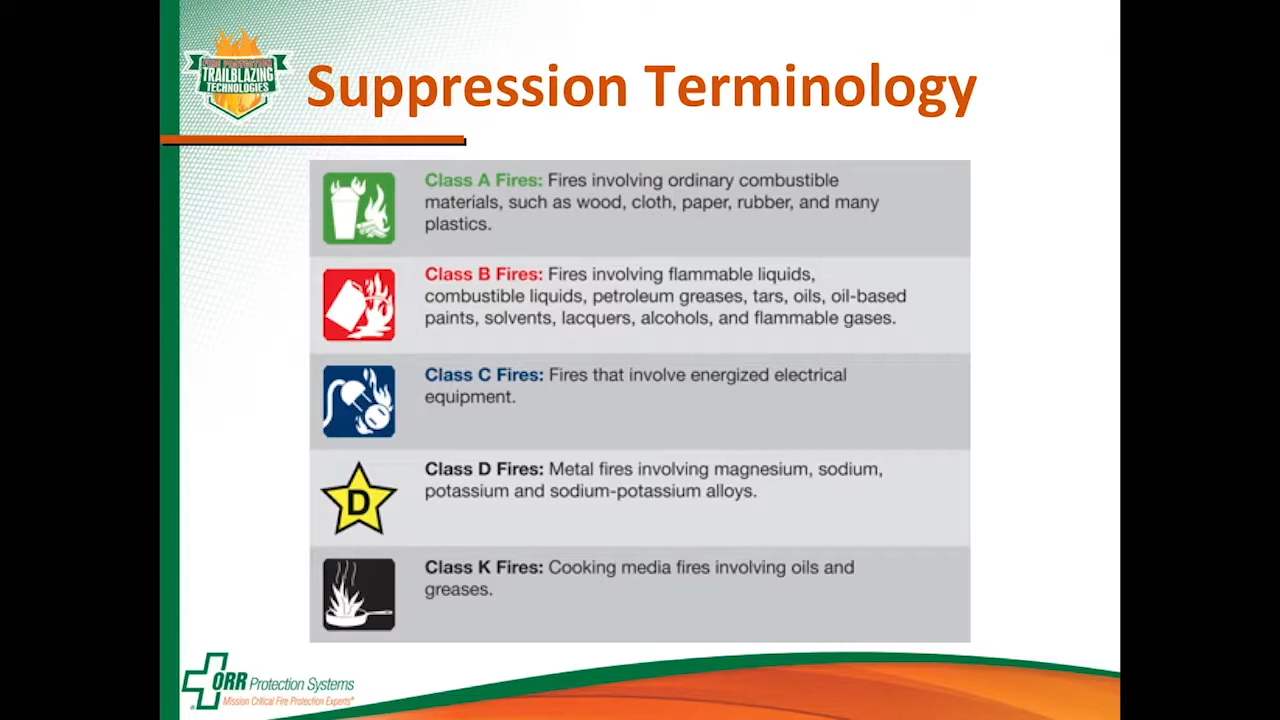 FIRE PROTECTION
TRAILBLAZING
TECHNOLOGIES
Suppression Terminology
Class A Fires: Fires involving ordinary combustible
materials, such as wood, cloth, paper, rubber, and many
plastics.
Class B Fires: Fires involving flammable liquids,
combustible liquids, petroleum greases, tars, oils, oil-based
paints, solvents, lacquers, alcohols, and flammable gases.
Class C Fires: Fires that involve energized electrical
equipment.
D
Class D Fires: Metal fires involving magnesium, sodium,
potassium and sodium-potassium alloys.
Class K Fires: Cooking media fires involving oils and
greases.
ORR Protection Systems
Mission Critical Fire Protection Experts®